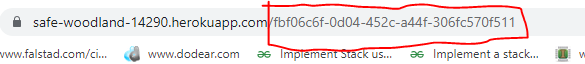 safe-woodland-14290.herokuapp.com/fbf06c6f-0d04-452c-a44f-306fc570f511
www.falstad.com/ci... www.dodear.com Implement Stack us... Implement a stack... w